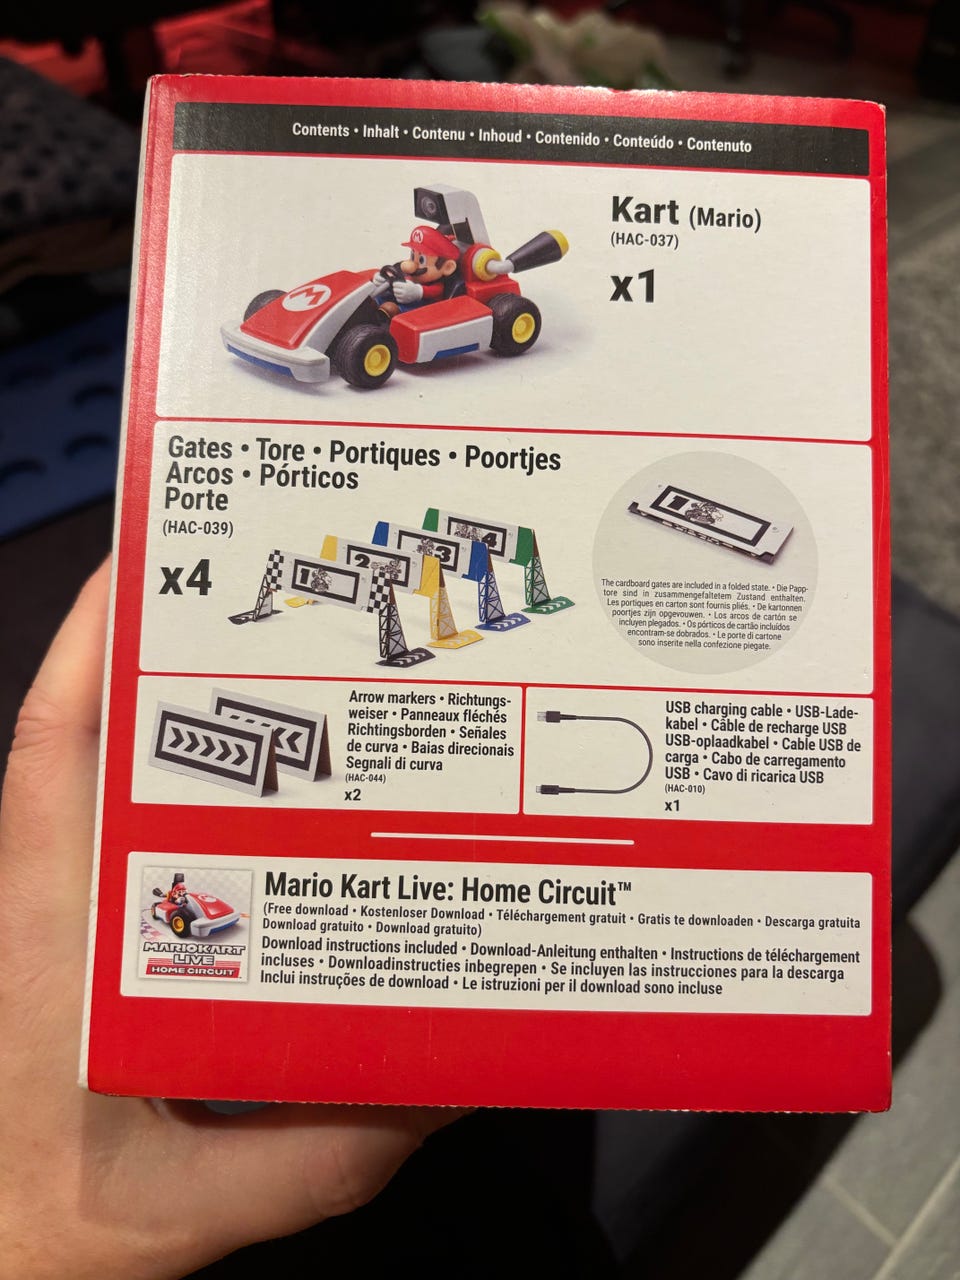 Contents • Inhalt • Contenu • Inhoud • Contenido • Conteúdo • Contenuto
Kart (Mario)
(HAC-037)
x1
M
M
Gates • Tore • Portiques • Poortjes
Arcos • Pórticos
Porte
(HAC-039)
x4
1
2
3
4
1
The cardboard gates are included in a folded state. • Die Papp-
tore sind in zusammengefaltetem Zustand enthalten.
Les portiques en carton sont fournis pliés. • De kartonnen
poortjes zijn opgevouwen. • Los arcos de cartón se
incluyen plegados. • Os pórticos de cartão incluídos
encontram-se dobrados. • Le porte di cartone
sono inserite nella confezione piegate.
Arrow markers • Richtungs-
weiser • Panneaux fléchés
Richtingsborden • Señales
de curva • Baias direcionais
Segnali di curva
(HAC-044)
x2
USB charging cable • USB-Lade-
kabel • Câble de recharge USB
USB-oplaadkabel • Cable USB de
carga • Cabo de carregamento
USB • Cavo di ricarica USB
(HAC-010)
x1
MARIOKART
LIVE
HOME CIRCUIT
Mario Kart Live: Home Circuit™
(Free download • Kostenloser Download • Téléchargement gratuit • Gratis te downloaden • Descarga gratuita
Download gratuito • Download gratuito)
Download instructions included • Download-Anleitung enthalten • Instructions de téléchargement
incluses • Downloadinstructies inbegrepen • Se incluyen las instrucciones para la descarga
Inclui instruções de download • Le istruzioni per il download sono incluse